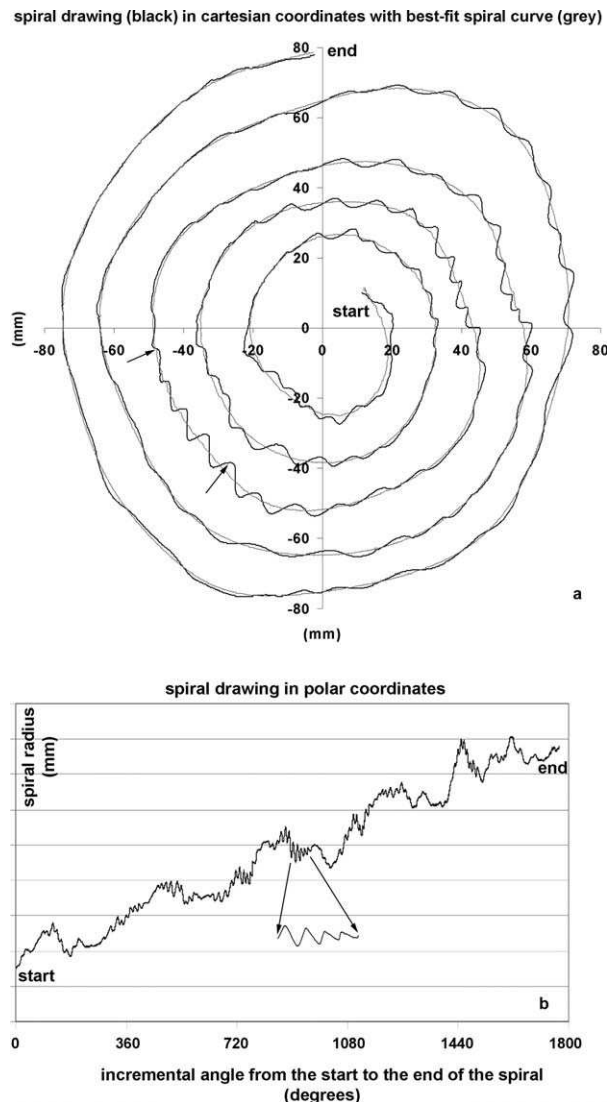 spiral drawing (black) in cartesian coordinates with best-fit spiral curve (grey)
80
end
60
40
20
start
(mm)
0
-80 -60 -40 -20 0 20 40 60 80
-20
-40
-60
-80
(mm)
a
spiral drawing in polar coordinates
spiral radius
(mm)
end
start
b
0 360 720 1080 1440 1800
incremental angle from the start to the end of the spiral
(degrees)